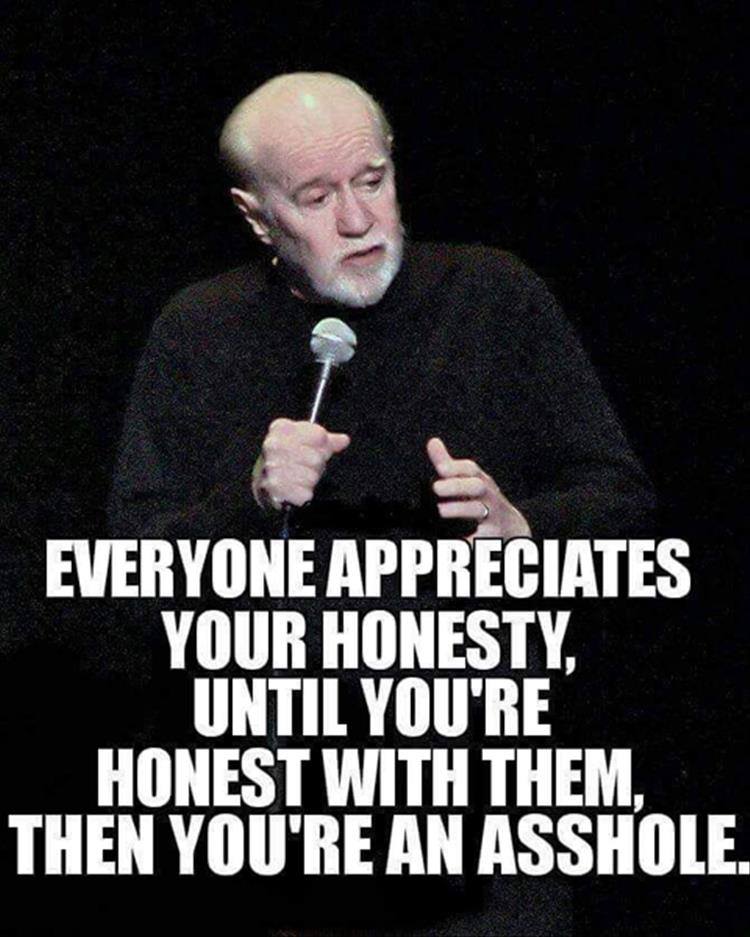 EVERYONE APPRECIATES
YOUR HONESTY,
UNTIL YOU'RE
HONEST WITH THEM,
THEN YOU'RE AN ASSHOLE.